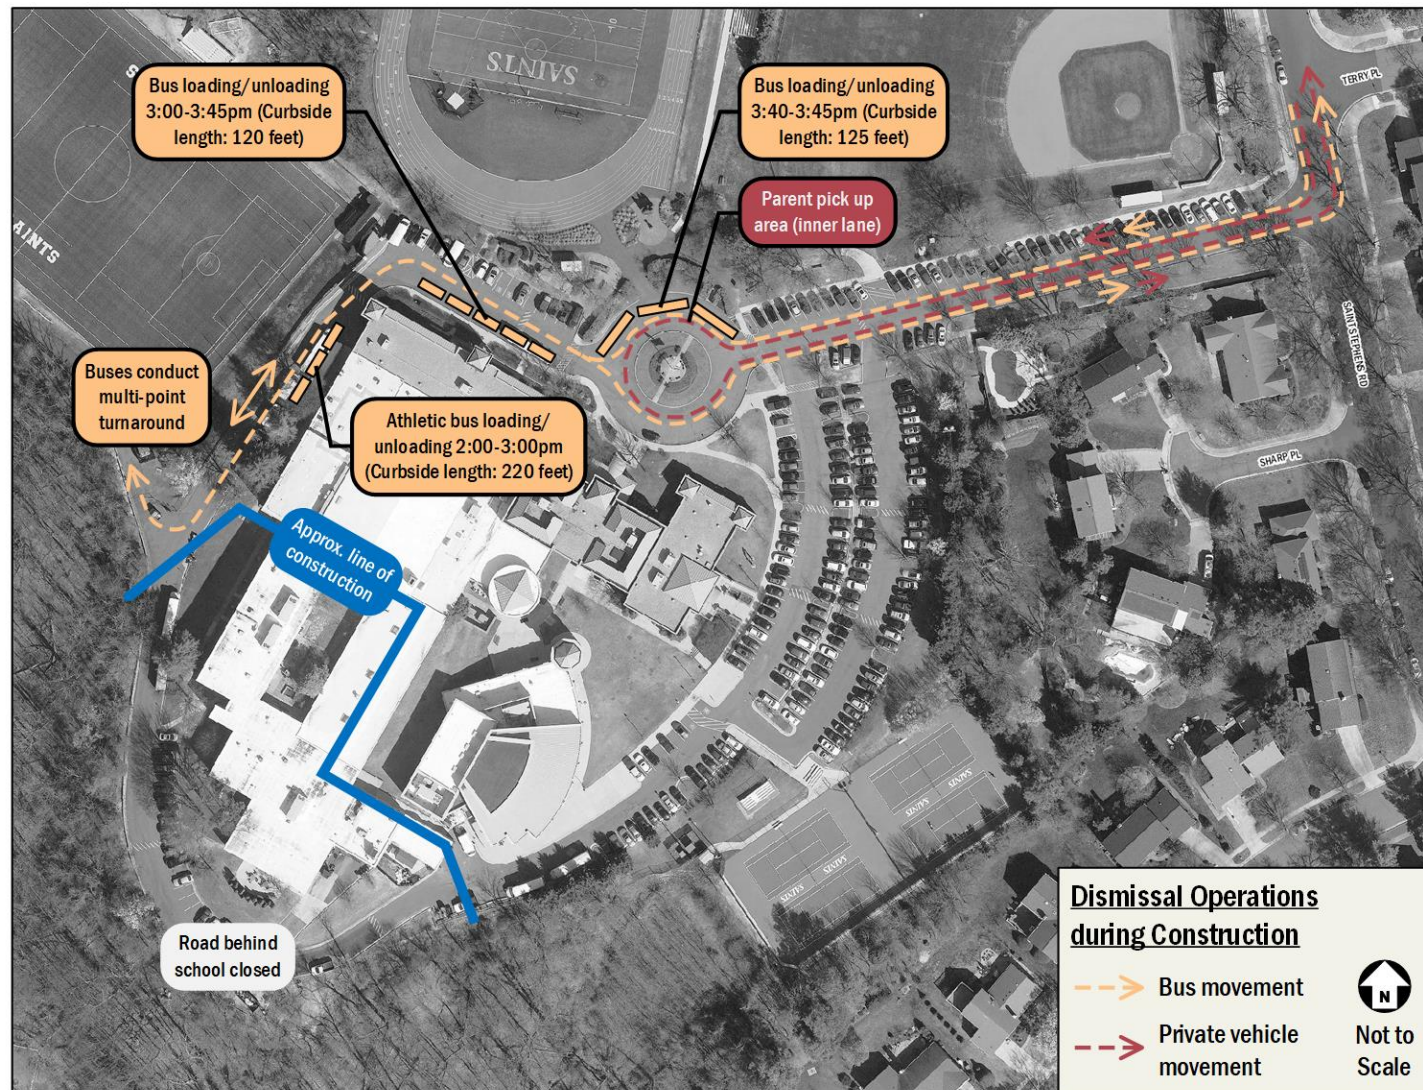 SAINTS
SAINTS
Bus loading/unloading
3:00-3:45pm (Curbside
length: 120 feet)
Bus loading/unloading
3:40-3:45pm (Curbside
length: 125 feet)
TERRY PL
Parent pick up
area (inner lane)
SAINT STEPHENS RD
Buses conduct
multi-point
turnaround
Athletic bus loading/
unloading 2:00-3:00pm
(Curbside length: 220 feet)
SHARP PL
Approx. line of
construction
SAINTS
SAINTS
SAINTS
SAINTS
Road behind
school closed
Dismissal Operations
during Construction
Bus movement
Private vehicle
movement
N
Not to
Scale